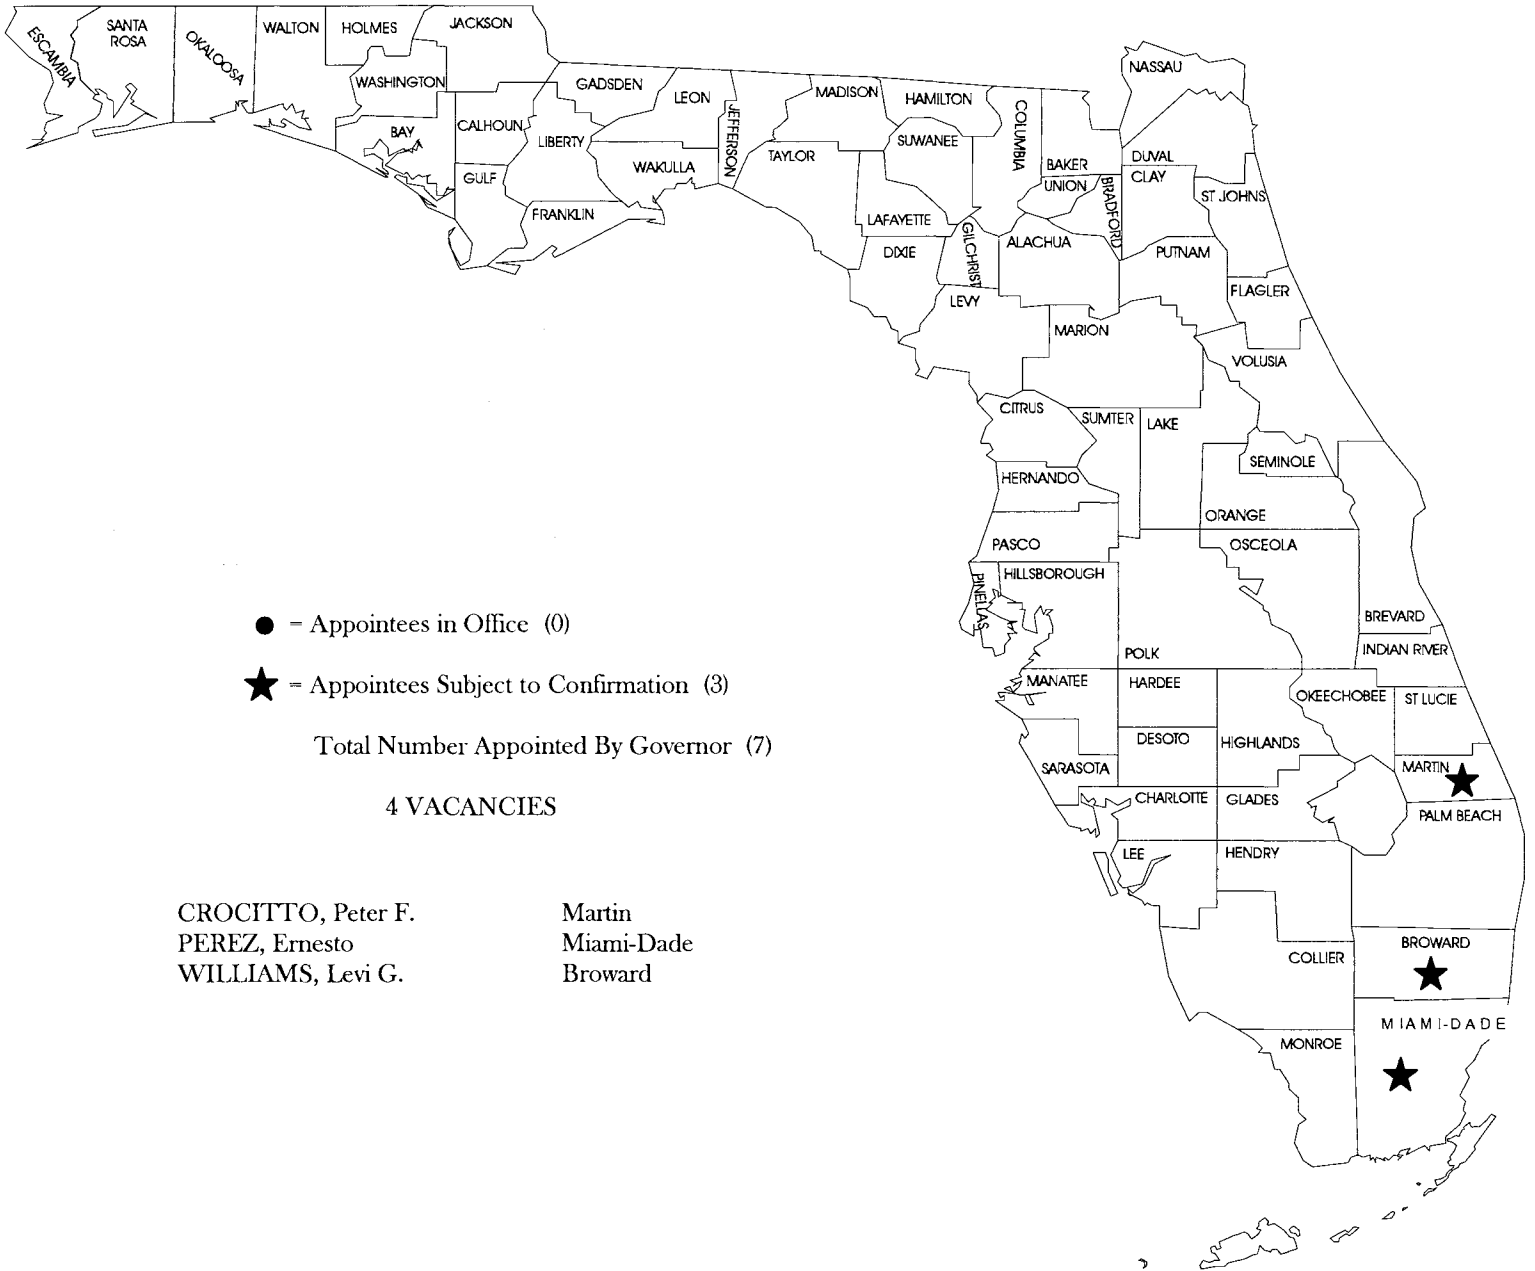 ESCAMBIA
SANTA
ROSA
OKALOOSA
WALTON
HOLMES
JACKSON
WASHINGTON
BAY
CALHOUN
GULF
LIBERTY
GADSDEN
FRANKLIN
LEON
WAKULLA
JEFFERSON
MADISON
TAYLOR
HAMILTON
SUWANEE
LAFAYETTE
DIXIE
COLUMBIA
GILCHRIST
BAKER
UNION
BRADFORD
ALACHUA
LEVY
NASSAU
DUVAL
CLAY
ST JOHNS
PUTNAM
FLAGLER
MARION
VOLUSIA
CITRUS
SUMTER
LAKE
SEMINOLE
HERNANDO
ORANGE
PASCO
OSCEOLA
HILLSBOROUGH
PINELLAS
BREVARD
POLK
INDIAN RIVER
MANATEE
HARDEE
OKEECHOBEE
ST LUCIE
DESOTO
HIGHLANDS
SARASOTA
MARTIN
CHARLOTTE
GLADES
PALM BEACH
LEE
HENDRY
COLLIER
BROWARD
MIAMI-DADE
MONROE
= Appointees in Office (0)
= Appointees Subject to Confirmation (3)
Total Number Appointed By Governor (7)
4 VACANCIES
CROCITTO, Peter F. Martin
PEREZ, Ernesto Miami-Dade
WILLIAMS, Levi G. Broward